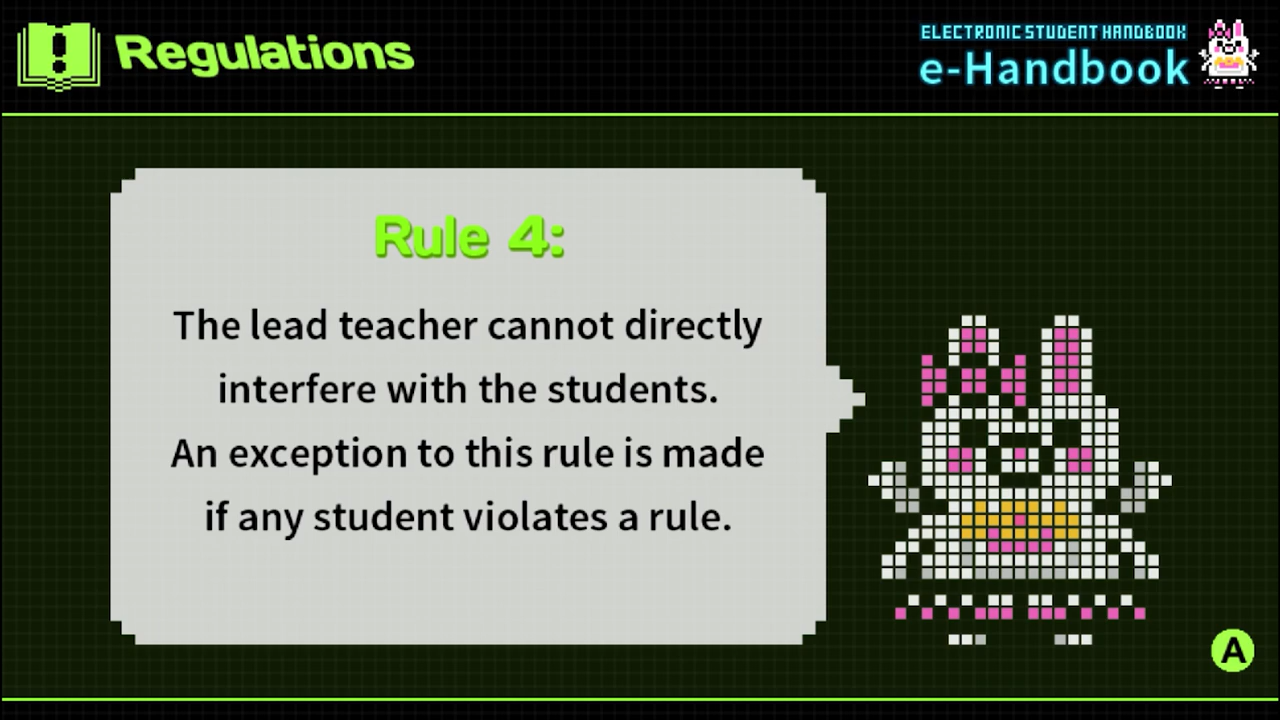 Regulations
ELECTRONIC STUDENT HANDBOOK
e-Handbook
Rule 4:
The lead teacher cannot directly
interfere with the students.
An exception to this rule is made
if any student violates a rule.
A